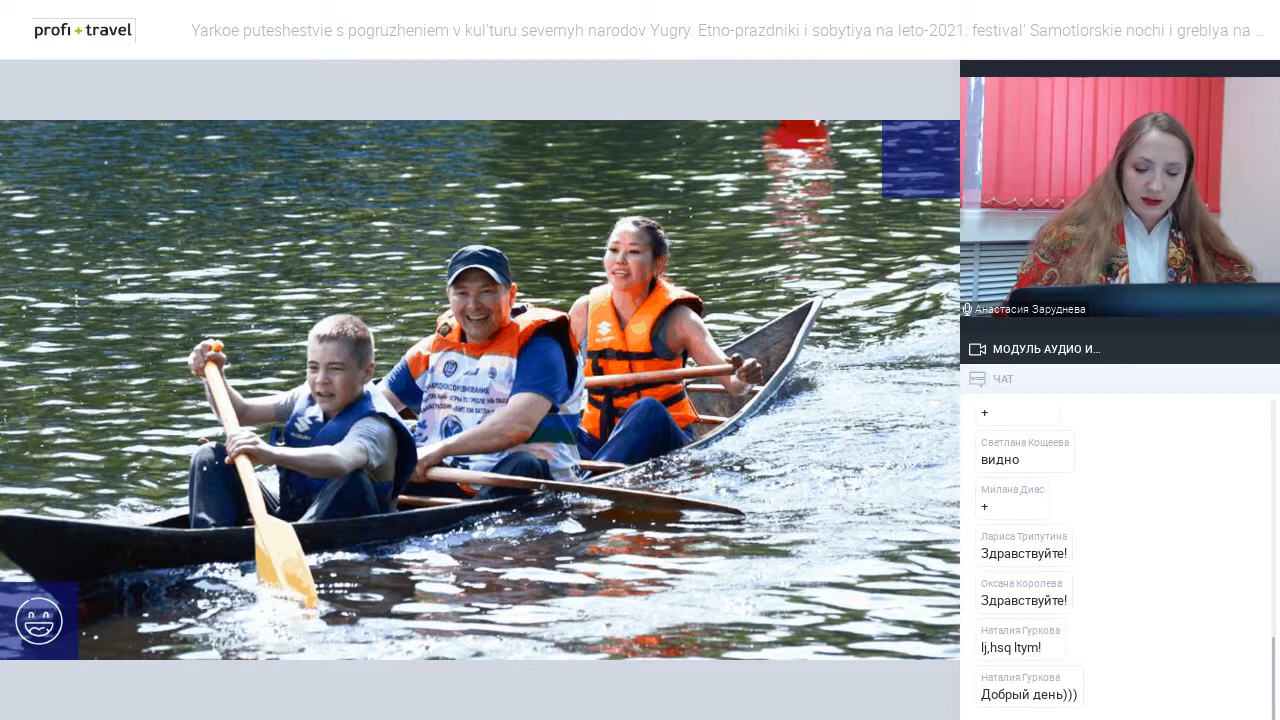 profi + travel
Yarkoe puteshestvie s pogruzheniem v kul'turu severnyh narodov Yugry. Etno-prazdniki i sobytiya na leto-2021: festival' Samotlorskie nochi i greblya na ...
Анастасия Заруднева
МОДУЛЬ АУДИО И...
ЧАТ
+
Светлана Кощеева
видно
Милана Диас
+
Лариса Трипутина
Здравствуйте!
Оксана Королева
Здравствуйте!
Наталия Гуркова
lj,hsq ltym!
Наталия Гуркова
Добрый день)))